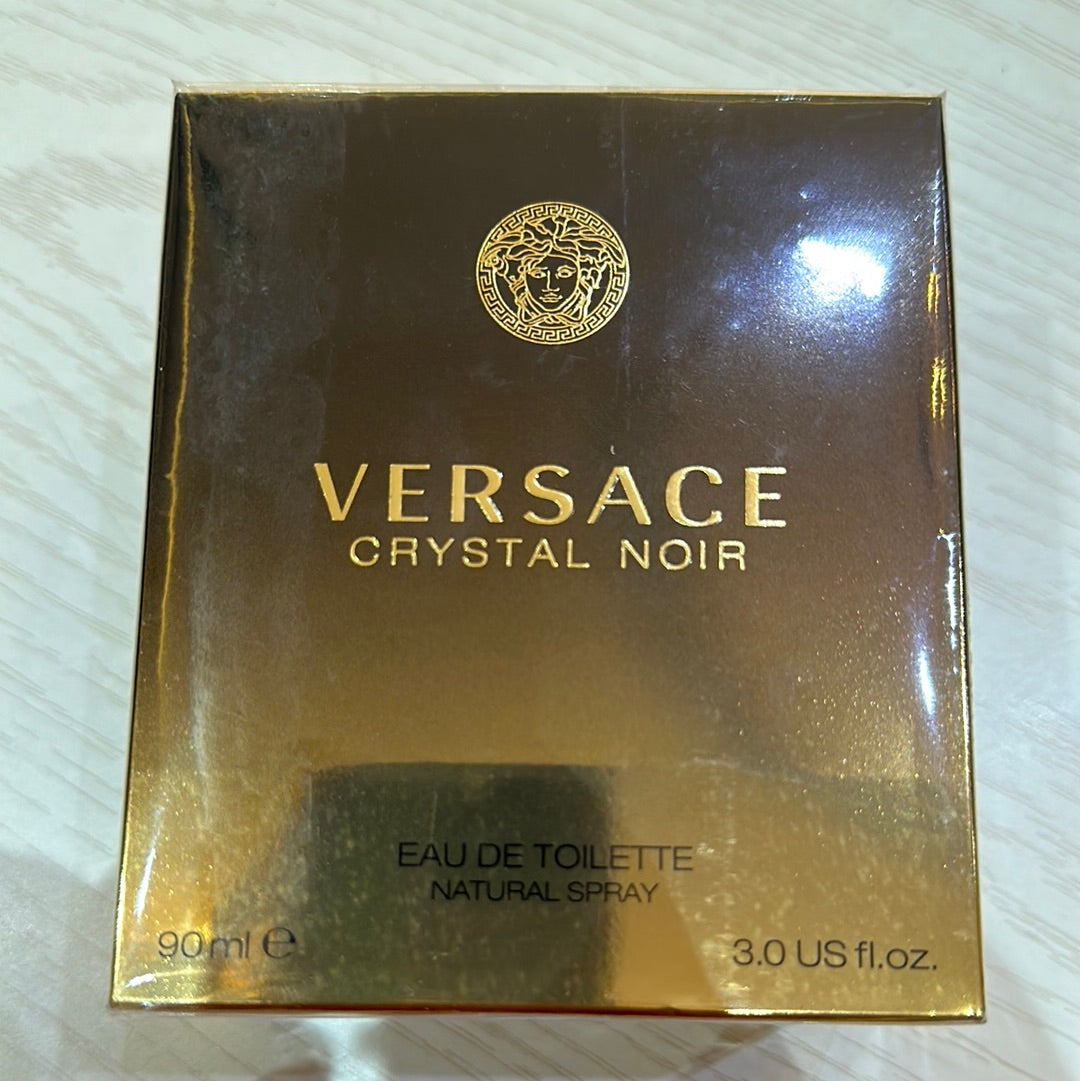 VERSACE
CRYSTAL NOIR
EAU DE TOILETTE
NATURAL SPRAY
90ml ℮
3.0 US fl.oz.